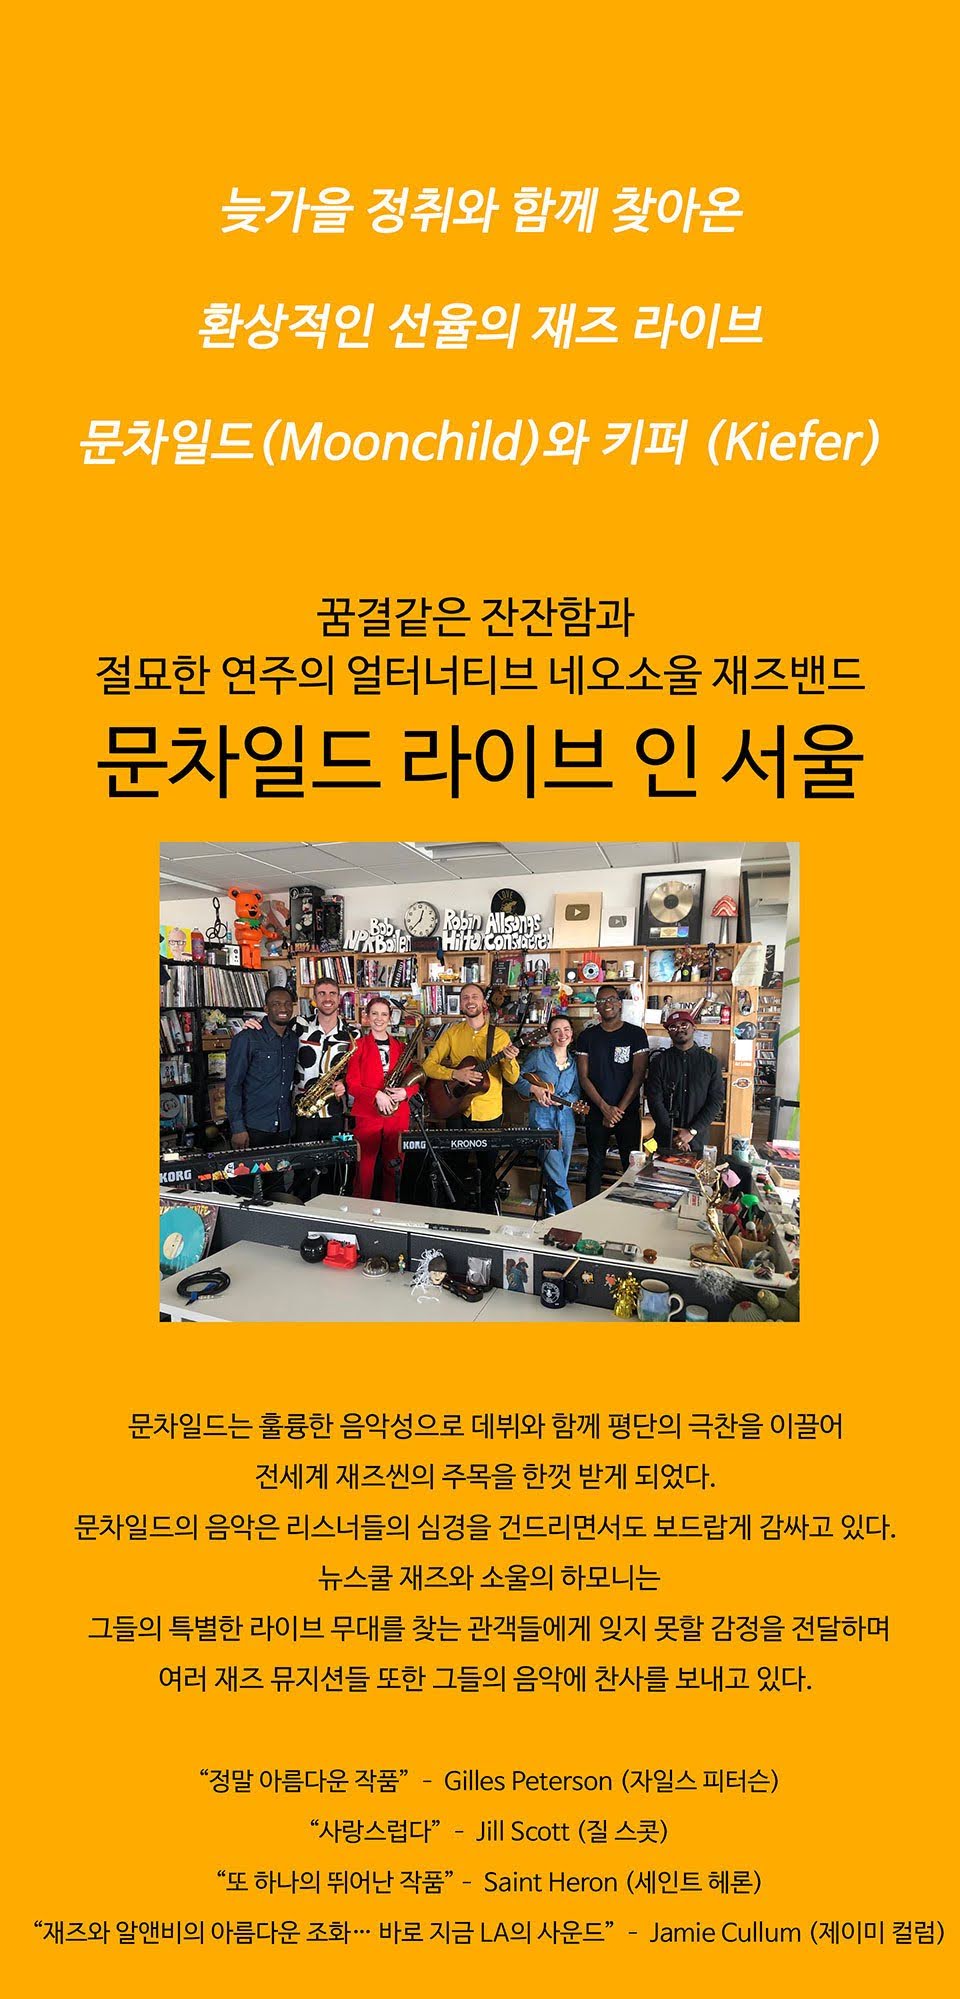 늦가을 정취와 함께 찾아온
환상적인 선율의 재즈 라이브
문차일드(Moonchild)와 키퍼 (Kiefer)
꿈결같은 잔잔함과
절묘한 연주의 얼터너티브 네오소울 재즈밴드
문차일드 라이브 인 서울
Bob Boilen
NPR
Robin Hilton
All Songs Considered
LOVE
KORG
KORG KRONOS
문차일드는 훌륭한 음악성으로 데뷔와 함께 평단의 극찬을 이끌어
전세계 재즈씬의 주목을 한껏 받게 되었다.
문차일드의 음악은 리스너들의 심경을 건드리면서도 보드랍게 감싸고 있다.
뉴스쿨 재즈와 소울의 하모니는
그들의 특별한 라이브 무대를 찾는 관객들에게 잊지 못할 감정을 전달하며
여러 재즈 뮤지션들 또한 그들의 음악에 찬사를 보내고 있다.
“정말 아름다운 작품” - Gilles Peterson (자일스 피터슨)
“사랑스럽다” - Jill Scott (질 스콧)
“또 하나의 뛰어난 작품” - Saint Heron (세인트 헤론)
“재즈와 알앤비의 아름다운 조화… 바로 지금 LA의 사운드” - Jamie Cullum (제이미 컬럼)